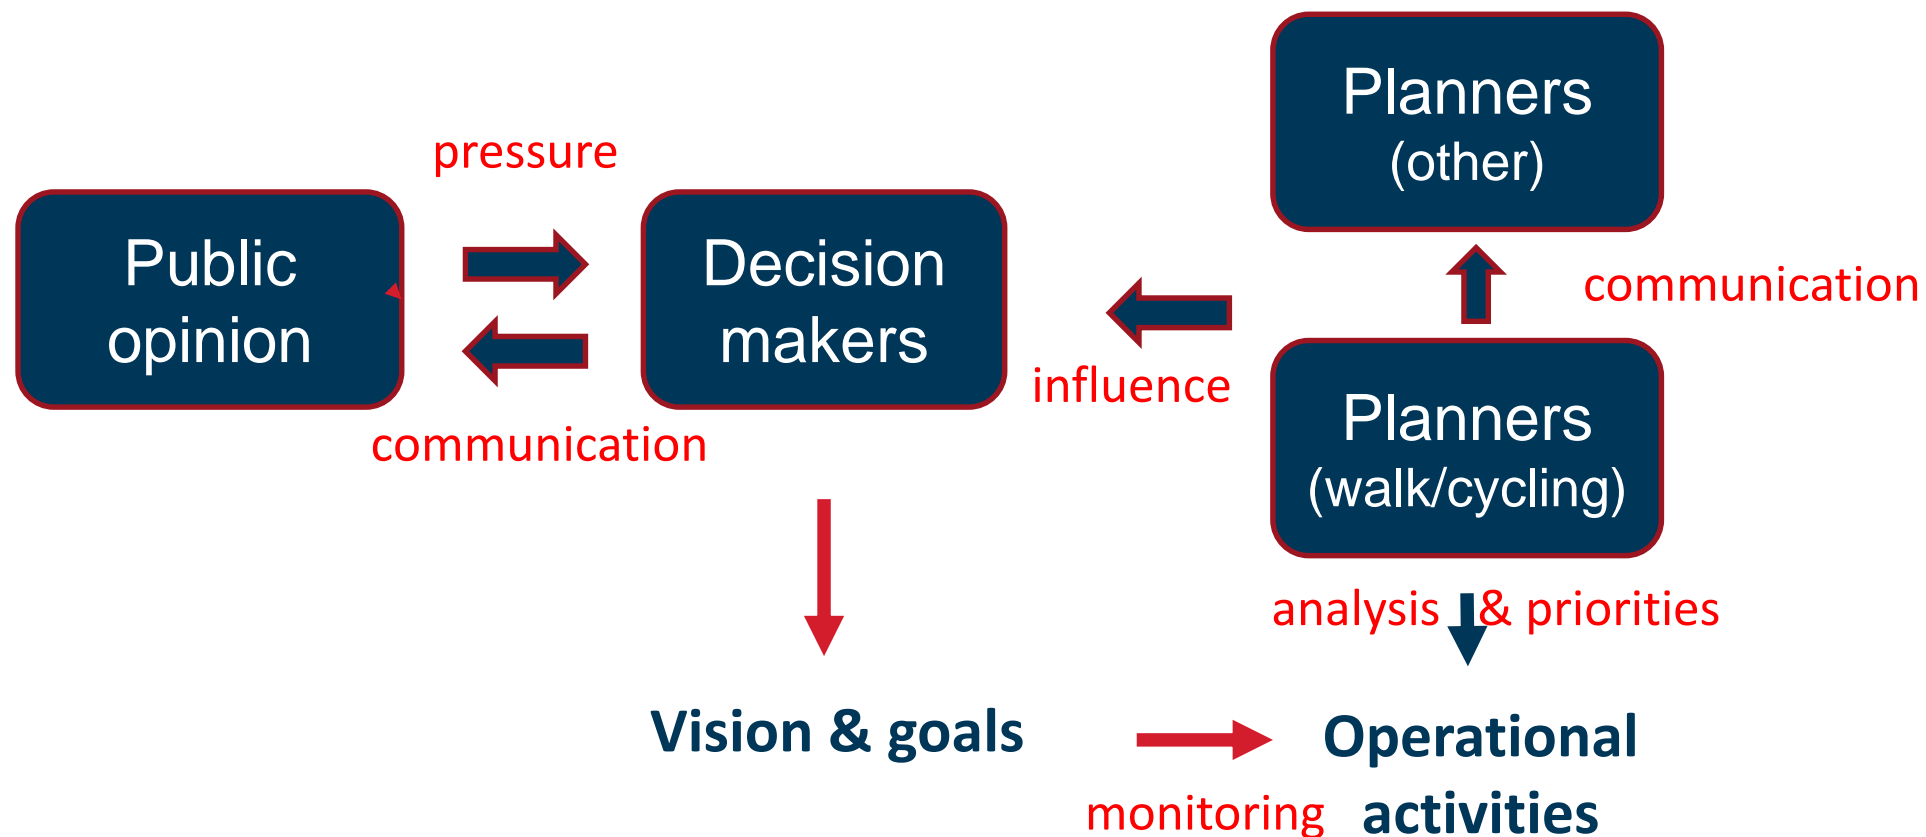 Planners
(other)
pressure
Public
opinion
Decision
makers
communication
influence
Planners
(walk/cycling)
communication
analysis & priorities
Vision & goals
Operational
activities
monitoring